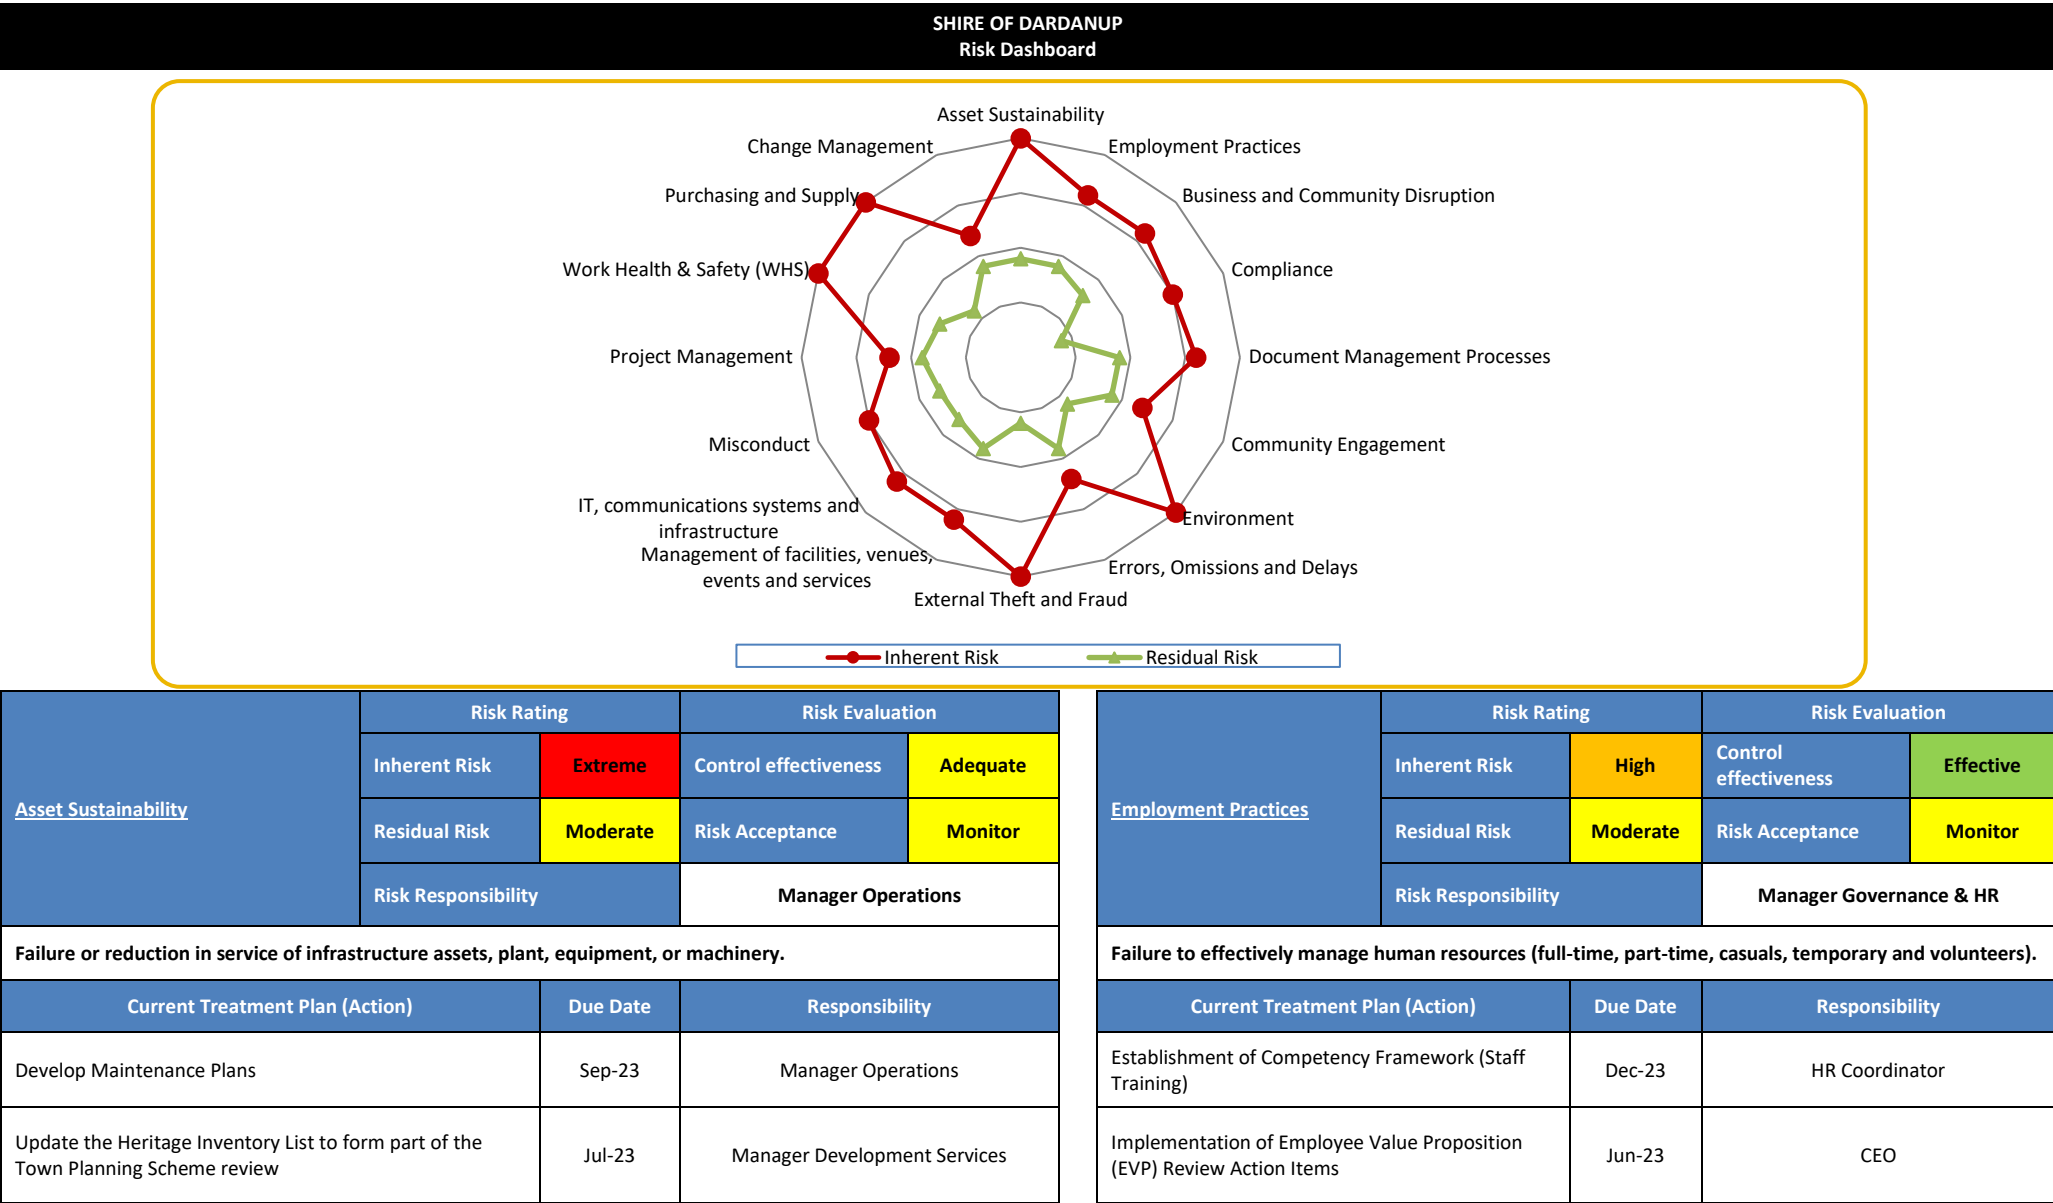 SHIRE OF DARDANUP
Risk Dashboard
Asset Sustainability
Employment Practices
Business and Community Disruption
Compliance
Document Management Processes
Community Engagement
Environment
Errors, Omissions and Delays
External Theft and Fraud
Management of facilities, venues,
events and services
IT, communications systems and
infrastructure
Misconduct
Project Management
Work Health & Safety (WHS)
Purchasing and Supply
Change Management
Inherent Risk
Residual Risk
Asset Sustainability
Risk Rating
Risk Evaluation
Inherent Risk
Extreme
Control effectiveness
Adequate
Residual Risk
Moderate
Risk Acceptance
Monitor
Risk Responsibility
Manager Operations
Failure or reduction in service of infrastructure assets, plant, equipment, or machinery.
Current Treatment Plan (Action)
Due Date
Responsibility
Develop Maintenance Plans
Sep-23
Manager Operations
Update the Heritage Inventory List to form part of the
Town Planning Scheme review
Jul-23
Manager Development Services
Employment Practices
Risk Rating
Risk Evaluation
Inherent Risk
High
Control
effectiveness
Effective
Residual Risk
Moderate
Risk Acceptance
Monitor
Risk Responsibility
Manager Governance & HR
Failure to effectively manage human resources (full-time, part-time, casuals, temporary and volunteers).
Current Treatment Plan (Action)
Due Date
Responsibility
Establishment of Competency Framework (Staff
Training)
Dec-23
HR Coordinator
Implementation of Employee Value Proposition
(EVP) Review Action Items
Jun-23
CEO